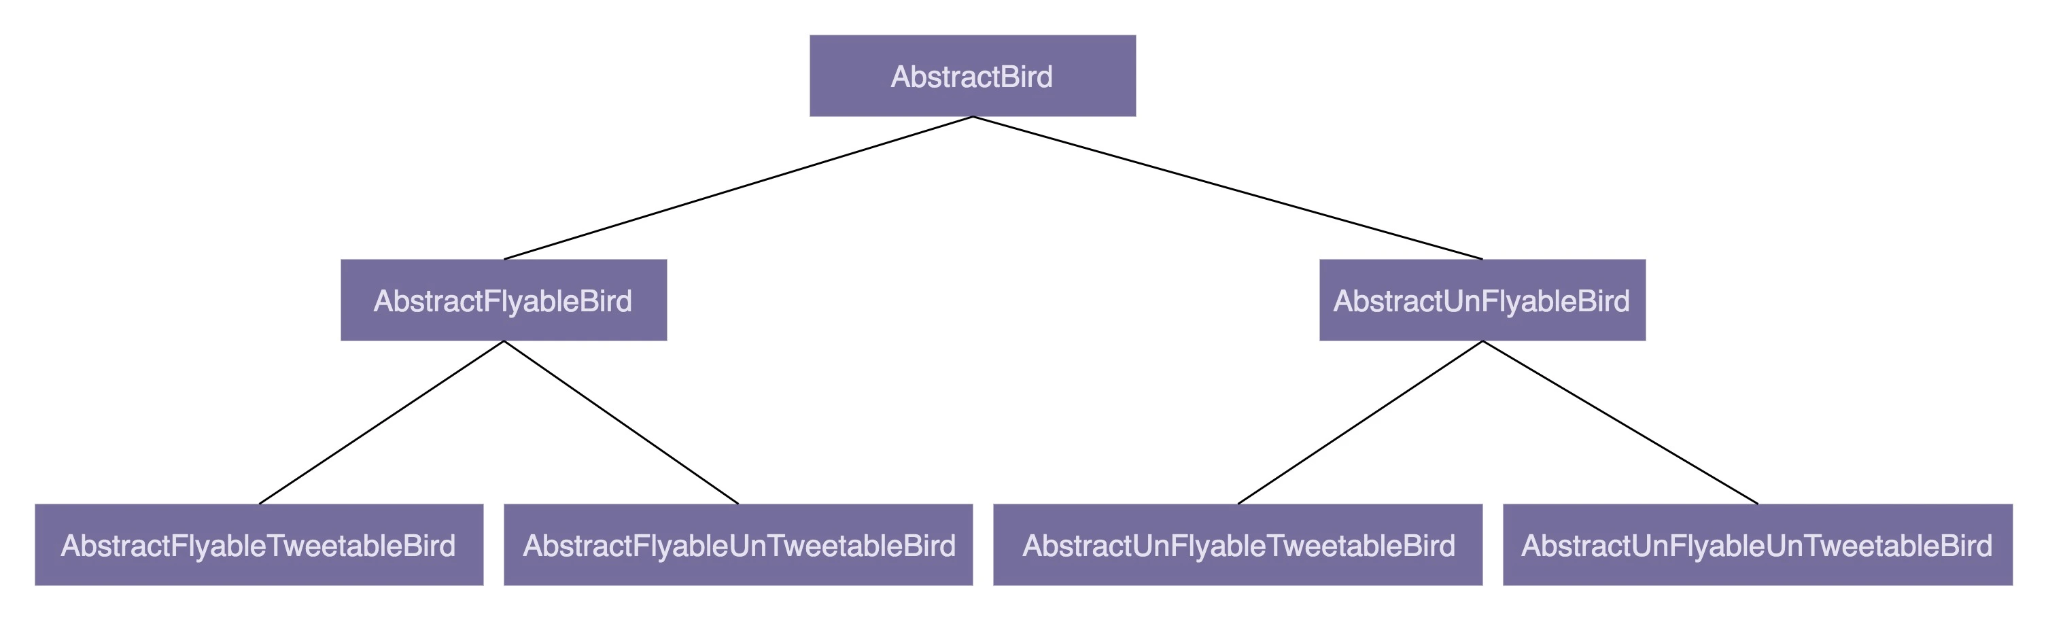 AbstractBird
AbstractFlyableBird
AbstractUnFlyableBird
AbstractFlyableTweetableBird
AbstractFlyableUnTweetableBird
AbstractUnFlyableTweetableBird
AbstractUnFlyableUnTweetableBird